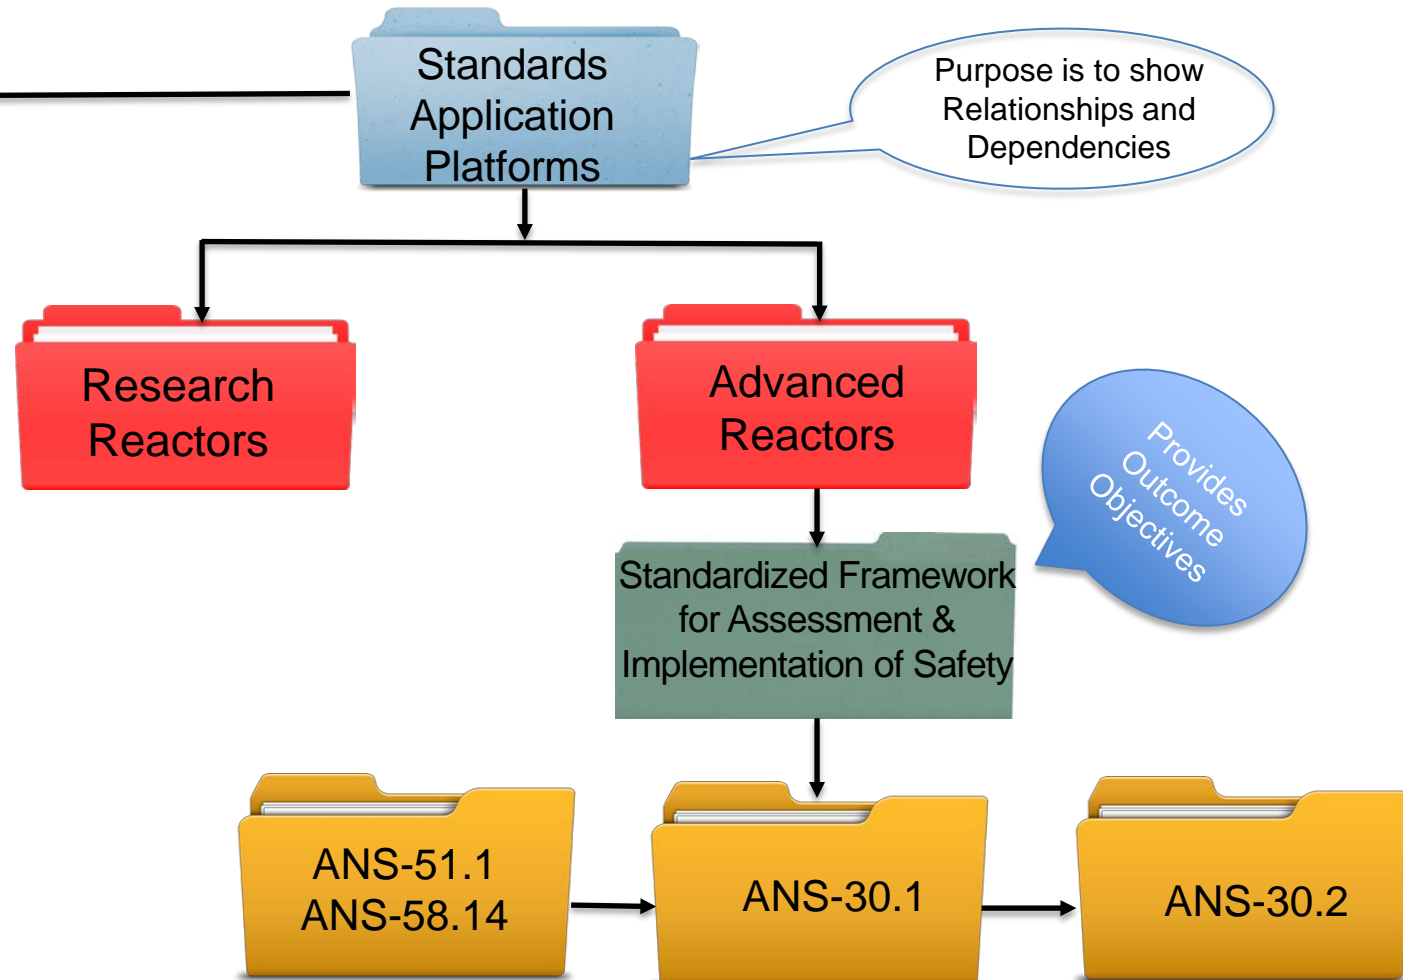 Standards
Application
Platforms
Purpose is to show
Relationships and
Dependencies
Research
Reactors
Advanced
Reactors
Provides
Outcome
Objectives
Standardized Framework
for Assessment &
Implementation of Safety
ANS-51.1
ANS-58.14
ANS-30.1
ANS-30.2